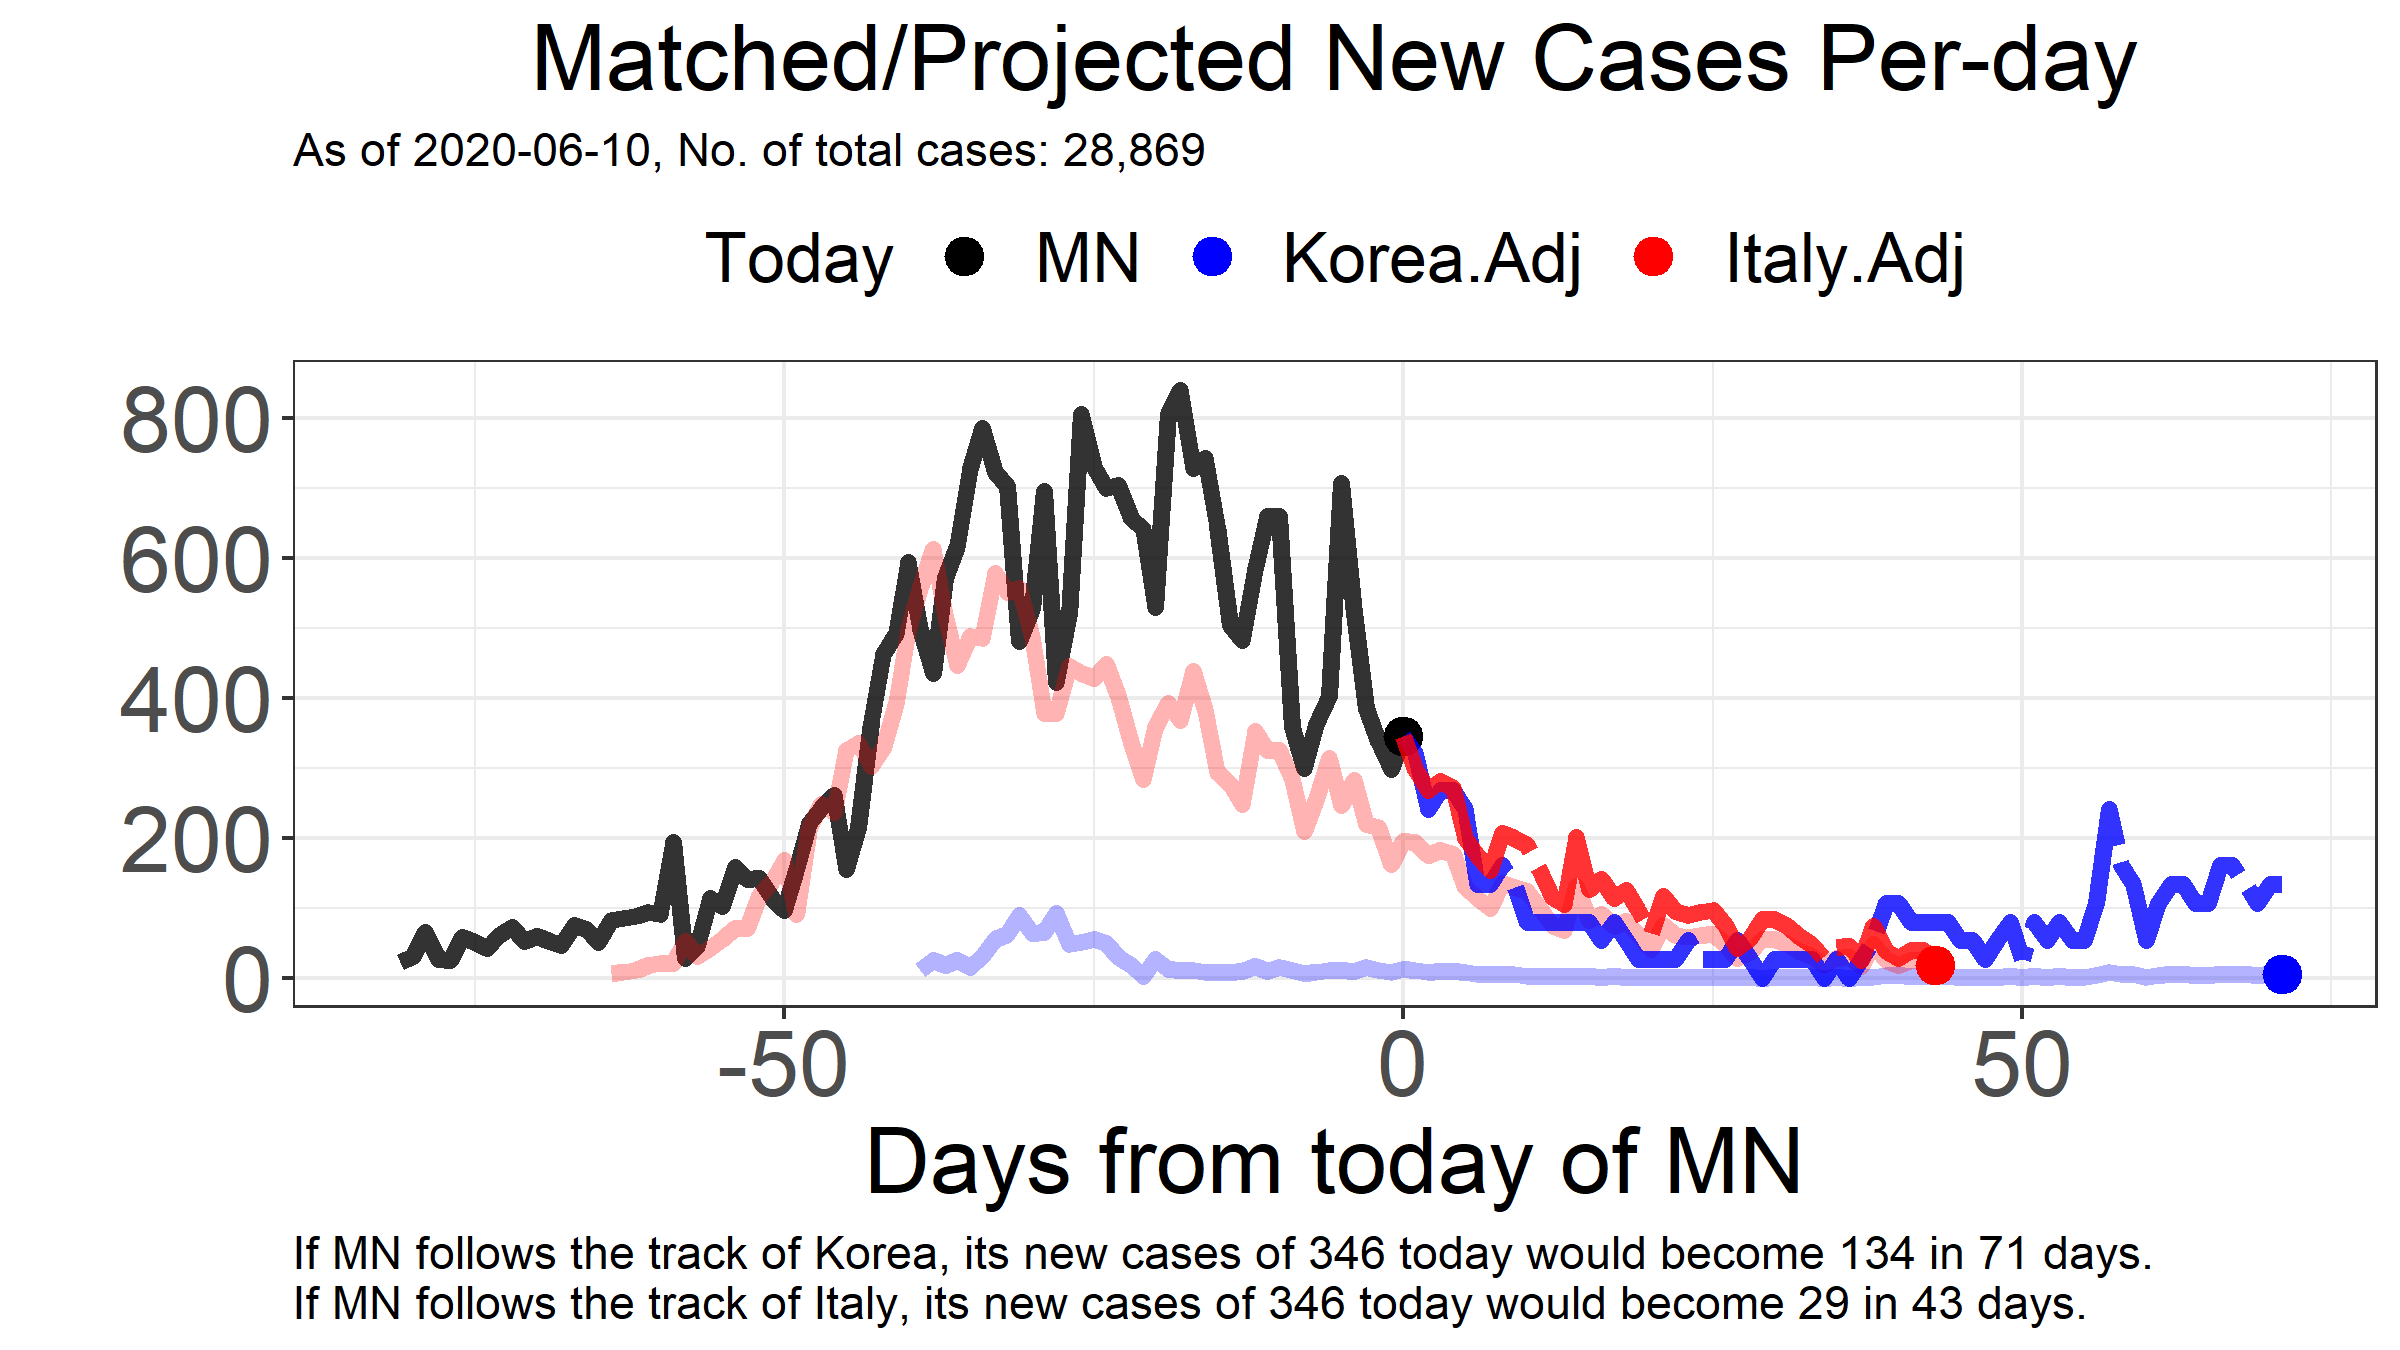 Matched/Projected New Cases Per-day
As of 2020-06-10, No. of total cases: 28,869
Today MN Korea.Adj Italy.Adj
800
600
400
200
0
-50 0 50
Days from today of MN
If MN follows the track of Korea, its new cases of 346 today would become 134 in 71 days.
If MN follows the track of Italy, its new cases of 346 today would become 29 in 43 days.